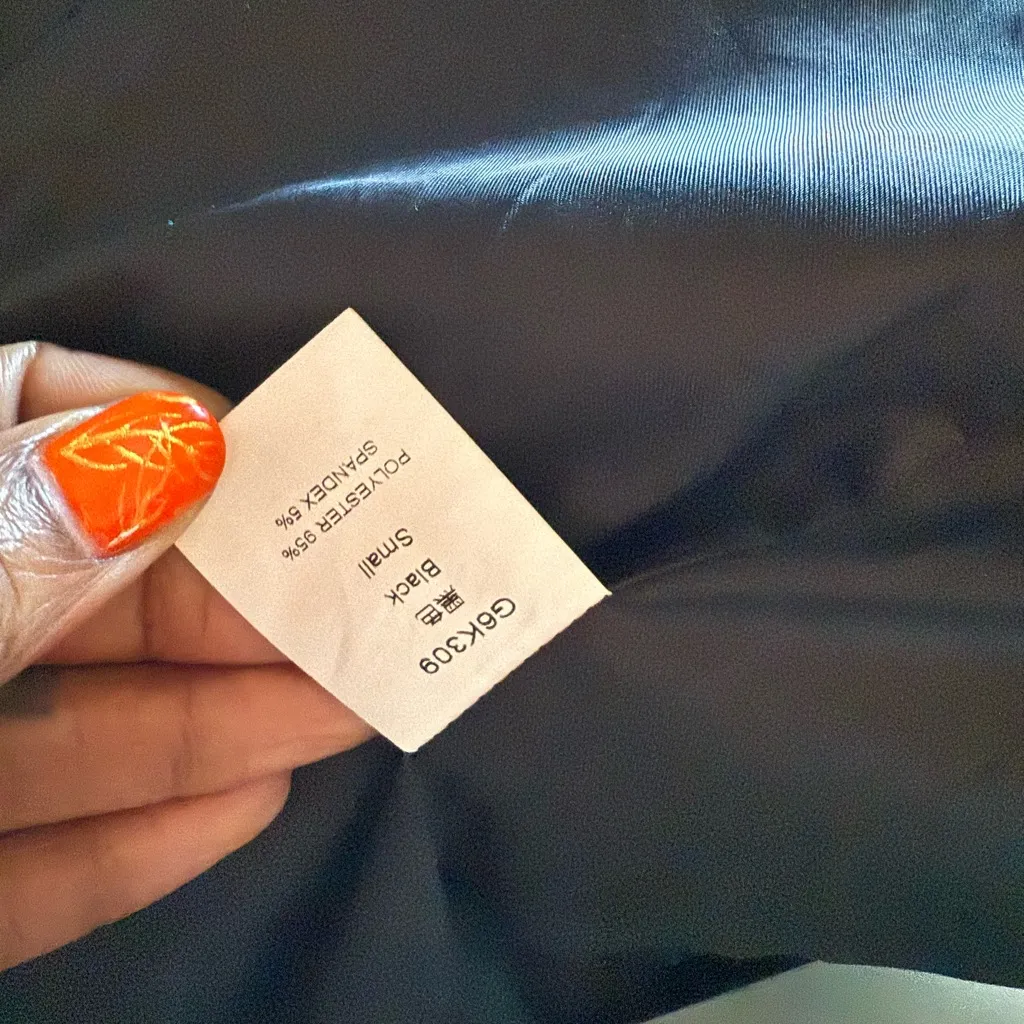 G6K309
黑色
Black
Small
POLYESTER 95%
SPANDEX 5%